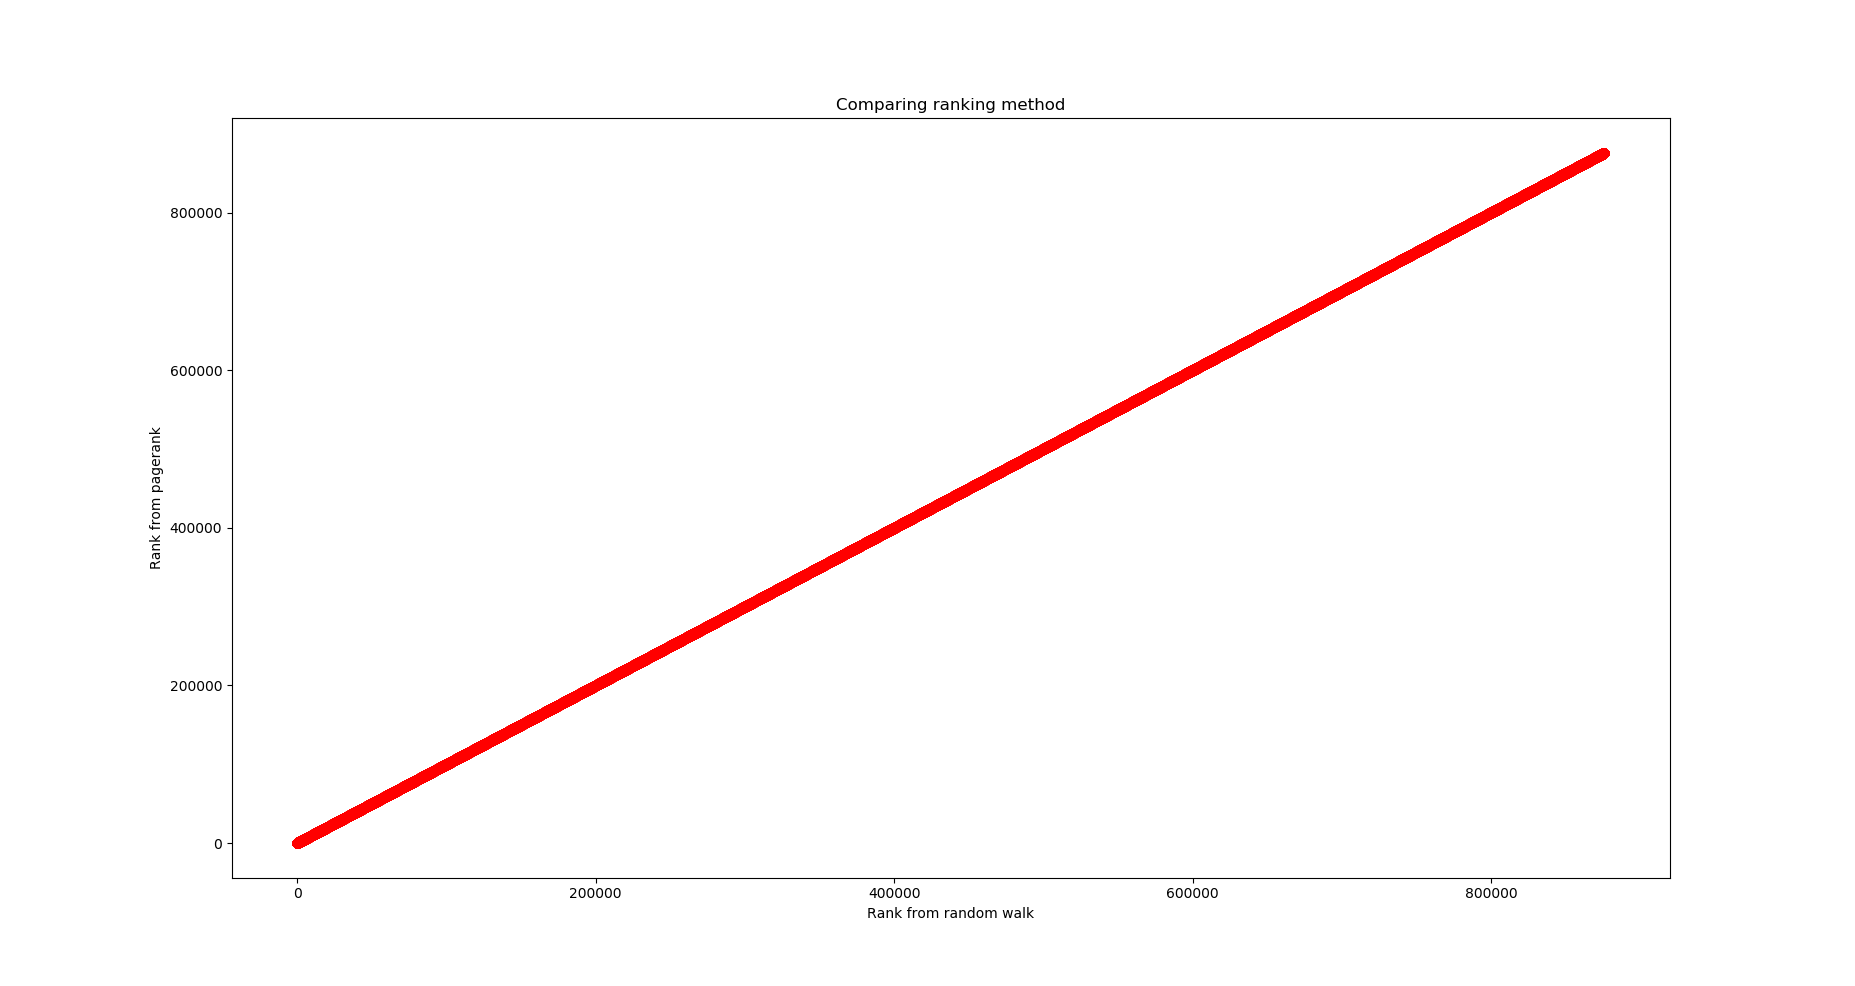 Comparing ranking method
800000
600000
400000
200000
0
Rank from pagerank
0 200000 400000 600000 800000
Rank from random walk